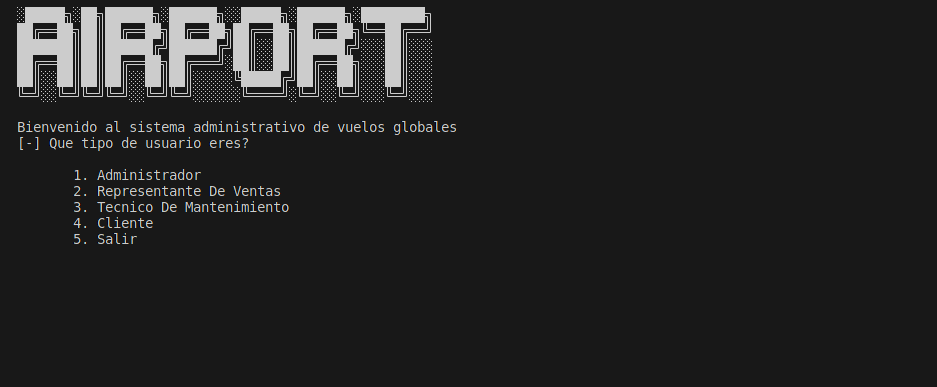 AIRPORT
Bienvenido al sistema administrativo de vuelos globales
[-] Que tipo de usuario eres?
1. Administrador
2. Representante De Ventas
3. Tecnico De Mantenimiento
4. Cliente
5. Salir